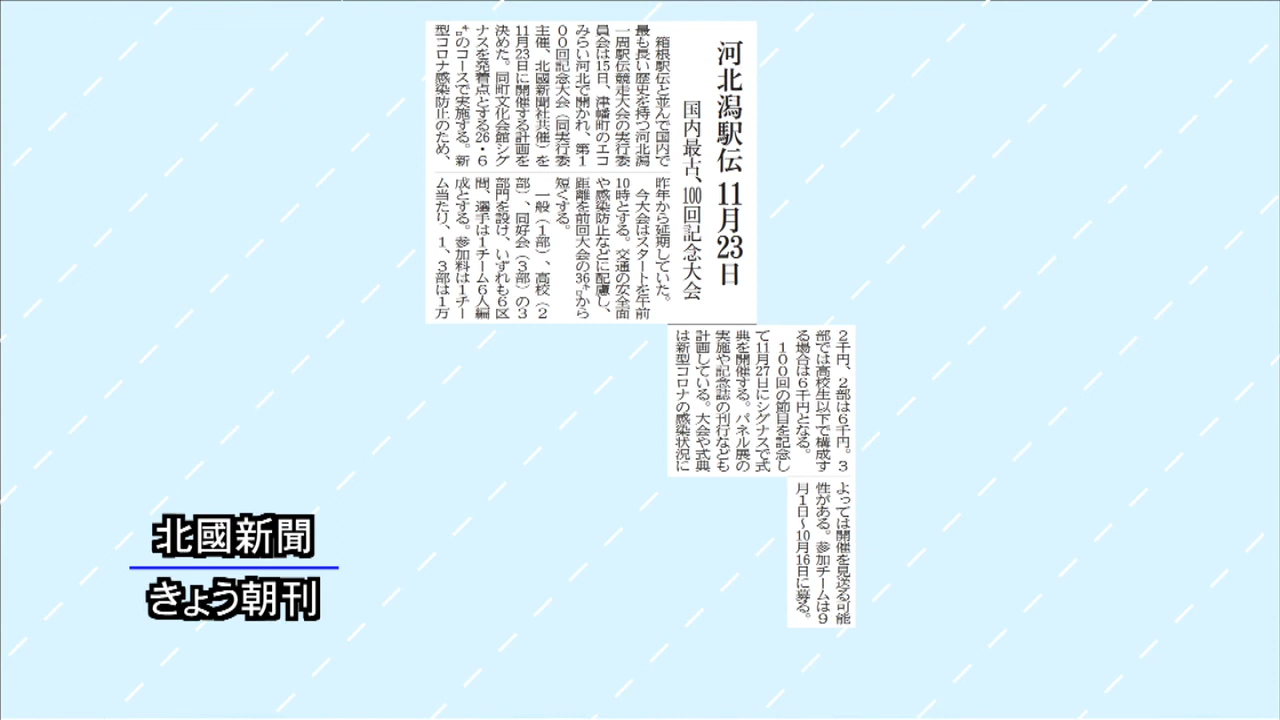 河北潟駅伝 11月23日
国内最古、100回記念大会
　箱根駅伝と並んで国内で
最も長い歴史を持つ河北潟
一周駅伝競走大会の実行委
員会は15日、津幡町のエコ
みらい河北で開かれ、第１
００回記念大会（同実行委
主催、北國新聞社共催）を
11月23日に開催する計画を
決めた。同町文化会館シグ
ナスを発着点とする26・６
㌔のコースで実施する。新
型コロナ感染防止のため、
昨年から延期していた。
　今大会はスタートを午前
10時とする。交通の安全面
や感染防止などに配慮し、
距離を前回大会の36㌔から
短くする。
　一般（１部）、高校（２
部）、同好会（３部）の３
部門を設け、いずれも６区
間、選手は１チーム６人編
成とする。参加料は１チー
ム当たり、１、３部は１万
２千円、２部は６千円。３
部では高校生以下で構成す
る場合は６千円となる。
　１００回の節目を記念し
て11月27日にシグナスで式
典を開催する。パネル展の
実施や記念誌の刊行なども
計画している。大会や式典
は新型コロナの感染状況に
よっては開催を見送る可能
性がある。参加チームは９
月１日～10月16日に募る。
北國新聞
きょう朝刊